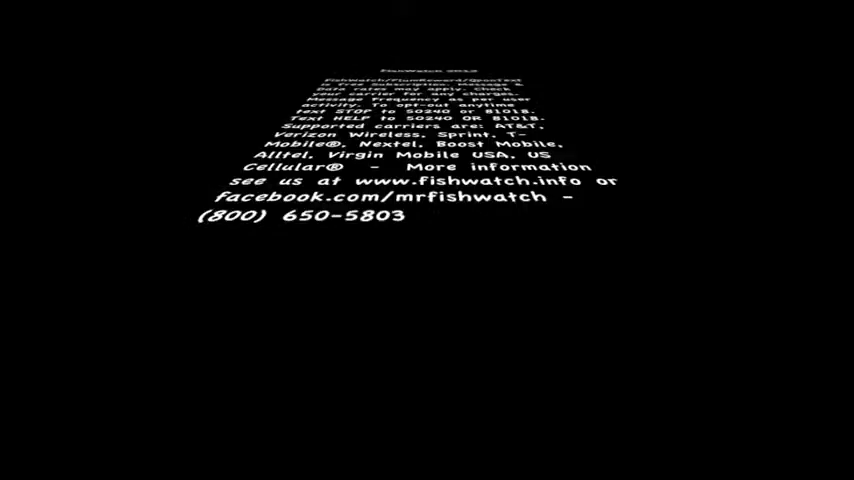 FishWatch 2012
FishWatch/PlumReward/QponText
is free Subscription. Message &
Data rates may apply. Check
your carrier for any charges.
Message Frequency as per user
activity. To opt-out anytime
text STOP to 50240 or 81018.
Text HELP to 50240 OR 81018.
Supported carriers are: AT&T,
Verizon Wireless, Sprint, T-
Mobile®, Nextel, Boost Mobile,
Alltel, Virgin Mobile USA, US
Cellular® - More information
see us at www.fishwatch.info or
facebook.com/mrfishwatch -
(800) 650-5803